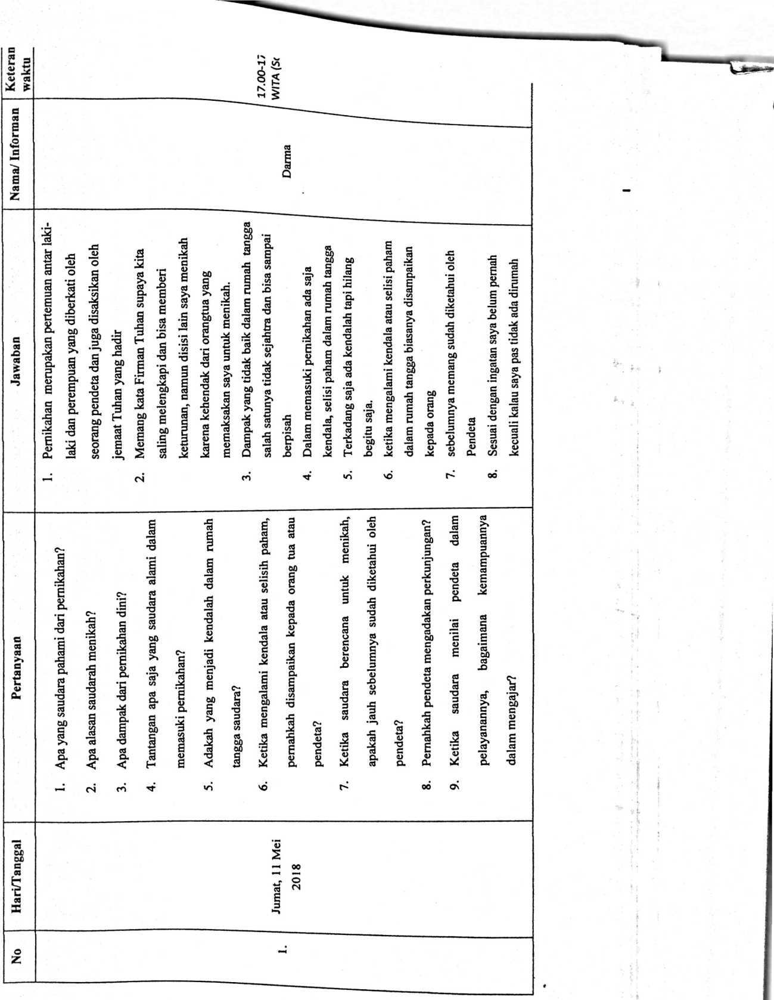 No
Hari/Tanggal
Pertanyaan
Jawaban
Nama/ Informan
Keteran
waktu
1.
Jumat, 11 Mei
2018
1. Apa yang saudara pahami dari pernikahan?
2. Apa alasan saudarah menikah?
3. Apa dampak dari pernikahan dini?
4. Tantangan apa saja yang saudara alami dalam
memasuki pernikahan?
5. Adakah yang menjadi kendalah dalam rumah
tangga saudara?
6. Ketika mengalami kendala atau selisih paham,
pernahkah disampaikan kepada orang tua atau
pendeta?
7. Ketika saudara berencana untuk menikah,
apakah jauh sebelumnya sudah diketahui oleh
pendeta?
8. Pernahkah pendeta mengadakan perkunjungan?
9. Ketika saudara menilai pendeta dalam
pelayanannya, bagaimana kemampuannya
dalam mengajar?
1. Pernikahan merupakan pertemuan antar laki-
laki dan perempuan yang diberkati oleh
seorang pendeta dan juga disaksikan oleh
jemaat Tuhan yang hadir
2. Memang kata Firman Tuhan supaya kita
saling melengkapi dan bisa memberi
keturunan, namun disisi lain saya menikah
karena kehendak dari orangtua yang
memaksakan saya untuk menikah.
3. Dampak yang tidak baik dalam rumah tangga
salah satunya tidak sejahtra dan bisa sampai
berpisah
4. Dalam memasuki pernikahan ada saja
kendala, selisi paham dalam rumah tangga
5. Terkadang saja ada kendalah tapi hilang
begitu saja.
6. ketika mengalami kendala atau selisi paham
dalam rumah tangga biasanya disampaikan
kepada orang
7. sebelumnya memang sudah diketahui oleh
Pendeta
8. Sesuai dengan ingatan saya belum pernah
kecuali kalau saya pas tidak ada dirumah
Darma
17.00-17
WITA (So